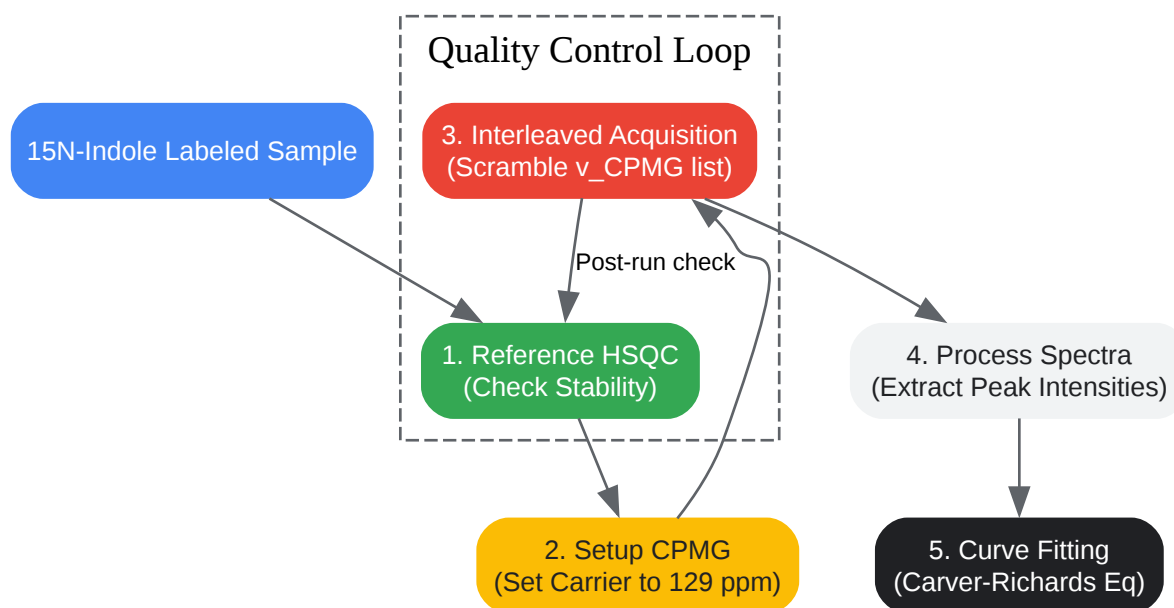 Quality Control Loop
15N-Indole Labeled Sample
3. Interleaved Acquisition
(Scramble v_CPMG list)
Post-run check
1. Reference HSQC
(Check Stability)
4. Process Spectra
(Extract Peak Intensities)
2. Setup CPMG
(Set Carrier to 129 ppm)
5. Curve Fitting
(Carver-Richards Eq)